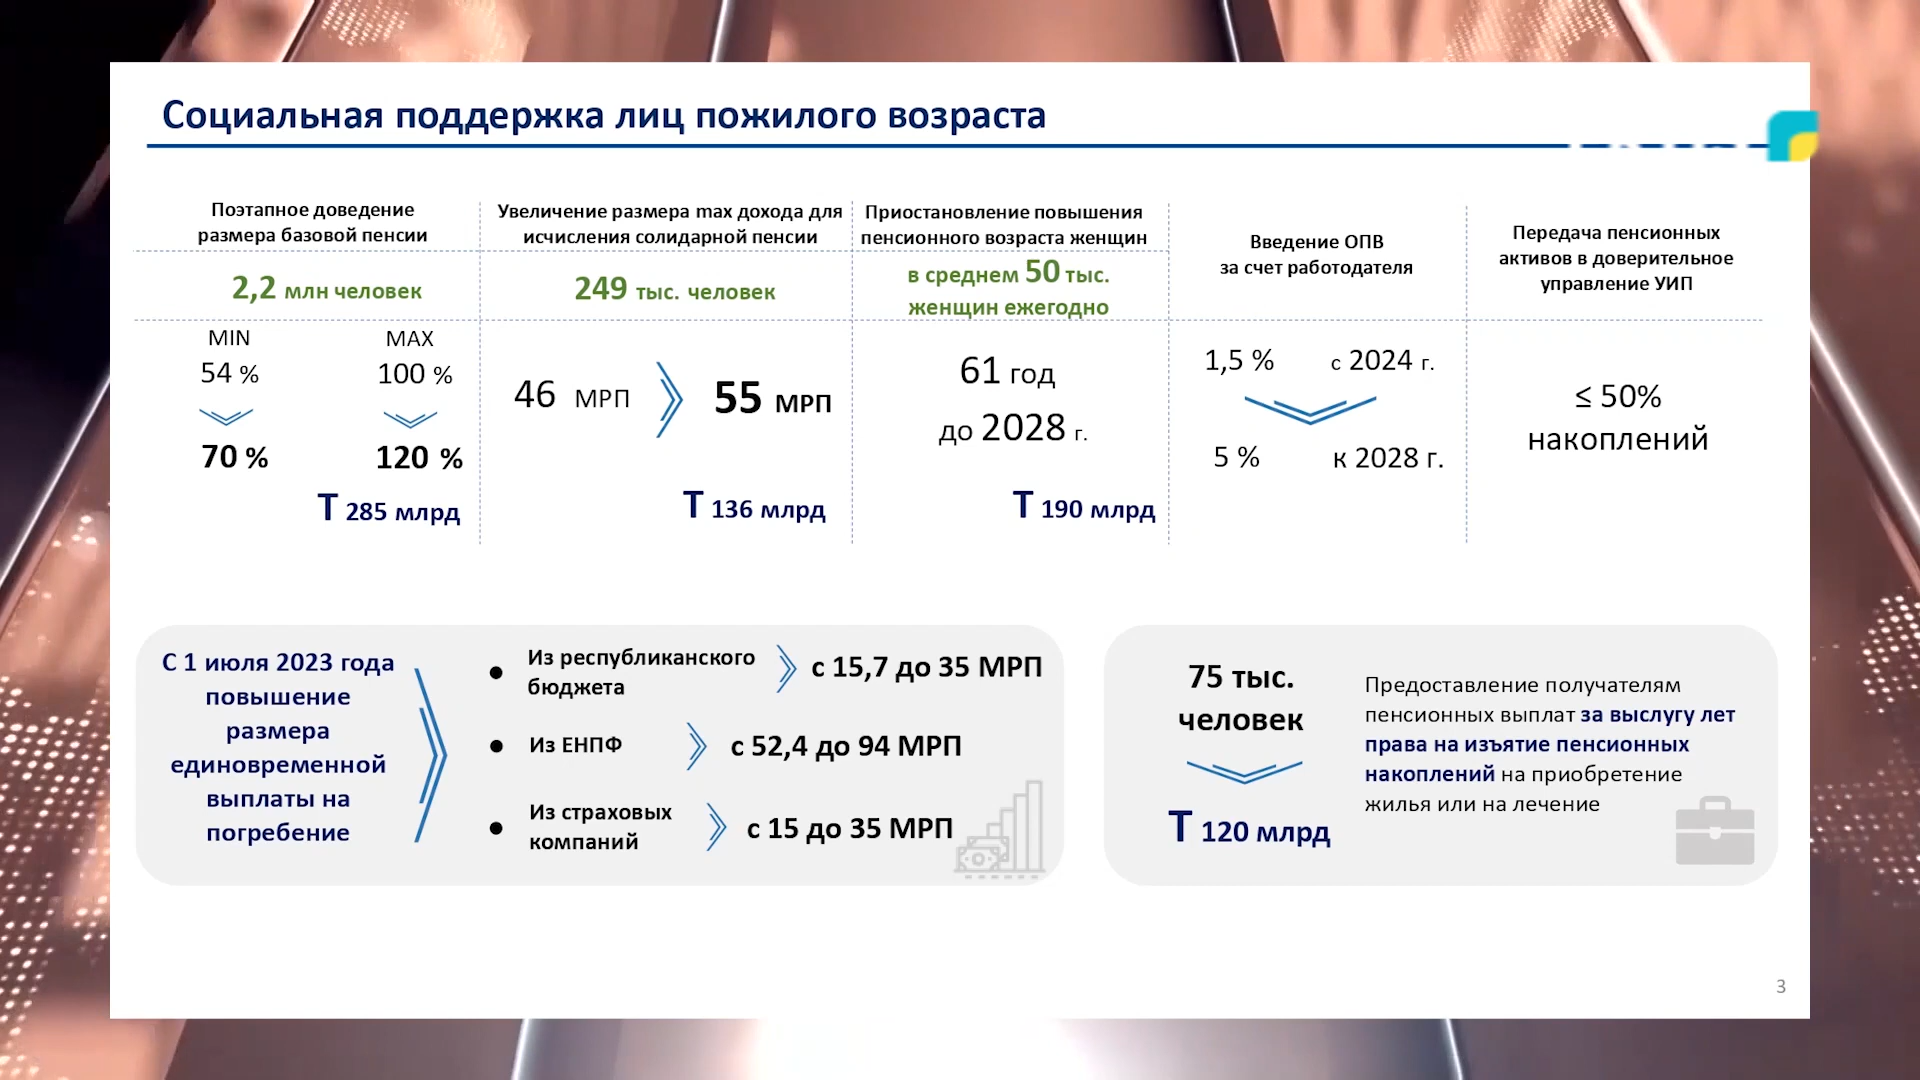 Социальная поддержка лиц пожилого возраста
Поэтапное доведение
размера базовой пенсии
2,2 млн человек
MIN
MAX
54 %
100 %
70 %
120 %
Т 285 млрд
Увеличение размера max дохода для
исчисления солидарной пенсии
249 тыс. человек
46 МРП
55 МРП
Т 136 млрд
Приостановление повышения
пенсионного возраста женщин
в среднем 50 тыс.
женщин ежегодно
61 год
до 2028 г.
Т 190 млрд
Введение ОПВ
за счет работодателя
1,5 % с 2024 г.
5 % к 2028 г.
Передача пенсионных
активов в доверительное
управление УИП
≤ 50%
накоплений
С 1 июля 2023 года
повышение
размера
единовременной
выплаты на
погребение
● Из республиканского
бюджета
с 15,7 до 35 МРП
● Из ЕНПФ
с 52,4 до 94 МРП
● Из страховых
компаний
с 15 до 35 МРП
75 тыс.
человек
Т 120 млрд
Предоставление получателям
пенсионных выплат за выслугу лет
права на изъятие пенсионных
накоплений на приобретение
жилья или на лечение
3